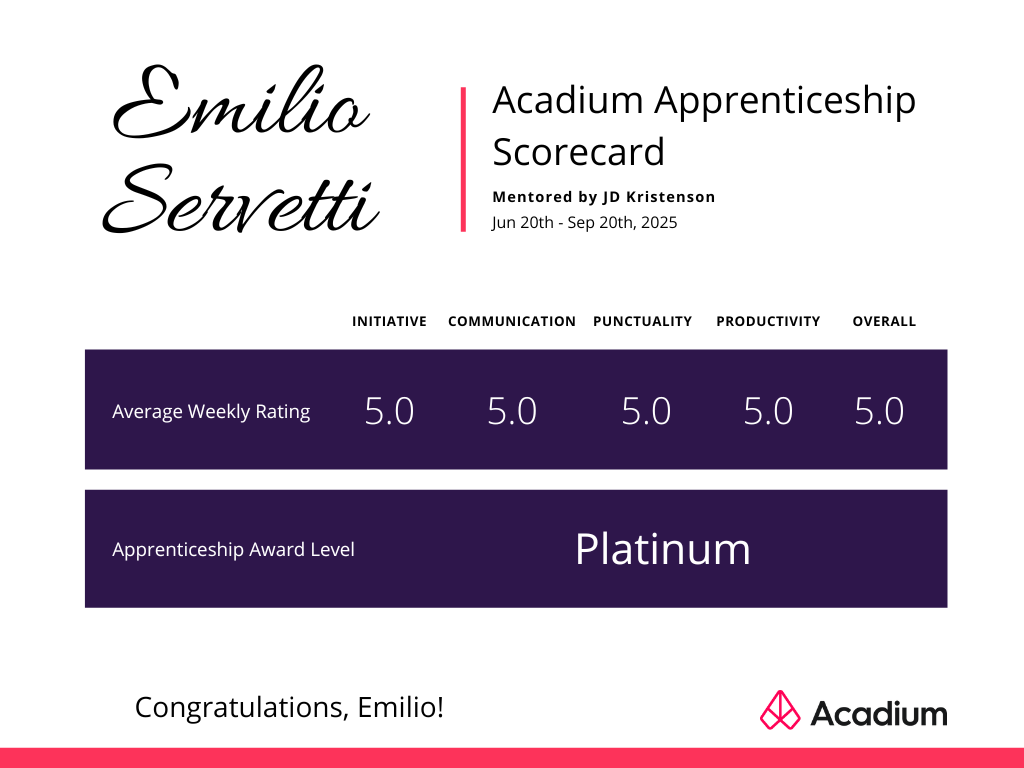 Emilio
Servetti
Acadium Apprenticeship
Scorecard
Mentored by JD Kristenson
Jun 20th - Sep 20th, 2025
INITIATIVE COMMUNICATION PUNCTUALITY PRODUCTIVITY OVERALL
Average Weekly Rating 5.0 5.0 5.0 5.0 5.0
Apprenticeship Award Level Platinum
Congratulations, Emilio!
Acadium